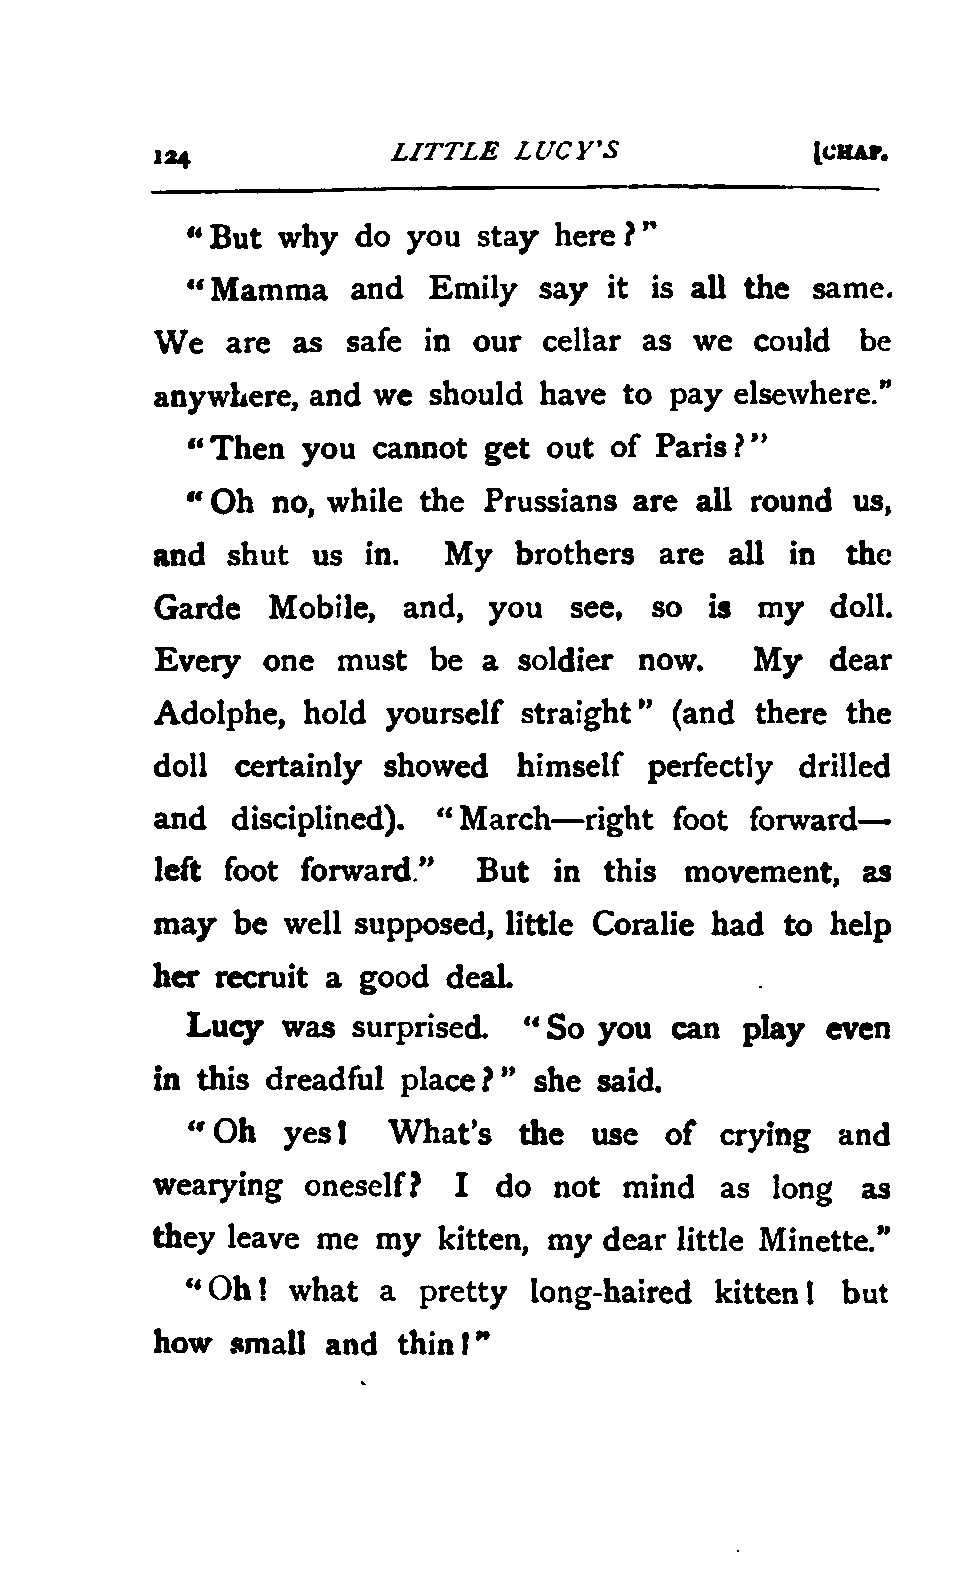 124 LITTLE LUCY'S [CHAP.
"But why do you stay here?"
"Mamma and Emily say it is all the same.
We are as safe in our cellar as we could be
anywhere, and we should have to pay elsewhere."
"Then you cannot get out of Paris?"
"Oh no, while the Prussians are all round us,
and shut us in. My brothers are all in the
Garde Mobile, and, you see, so is my doll.
Every one must be a soldier now. My dear
Adolphe, hold yourself straight" (and there the
doll certainly showed himself perfectly drilled
and disciplined). "March—right foot forward—
left foot forward." But in this movement, as
may be well supposed, little Coralie had to help
her recruit a good deal.
Lucy was surprised. "So you can play even
in this dreadful place?" she said.
"Oh yes! What's the use of crying and
wearying oneself? I do not mind as long as
they leave me my kitten, my dear little Minette."
"Oh! what a pretty long-haired kitten! but
how small and thin!"